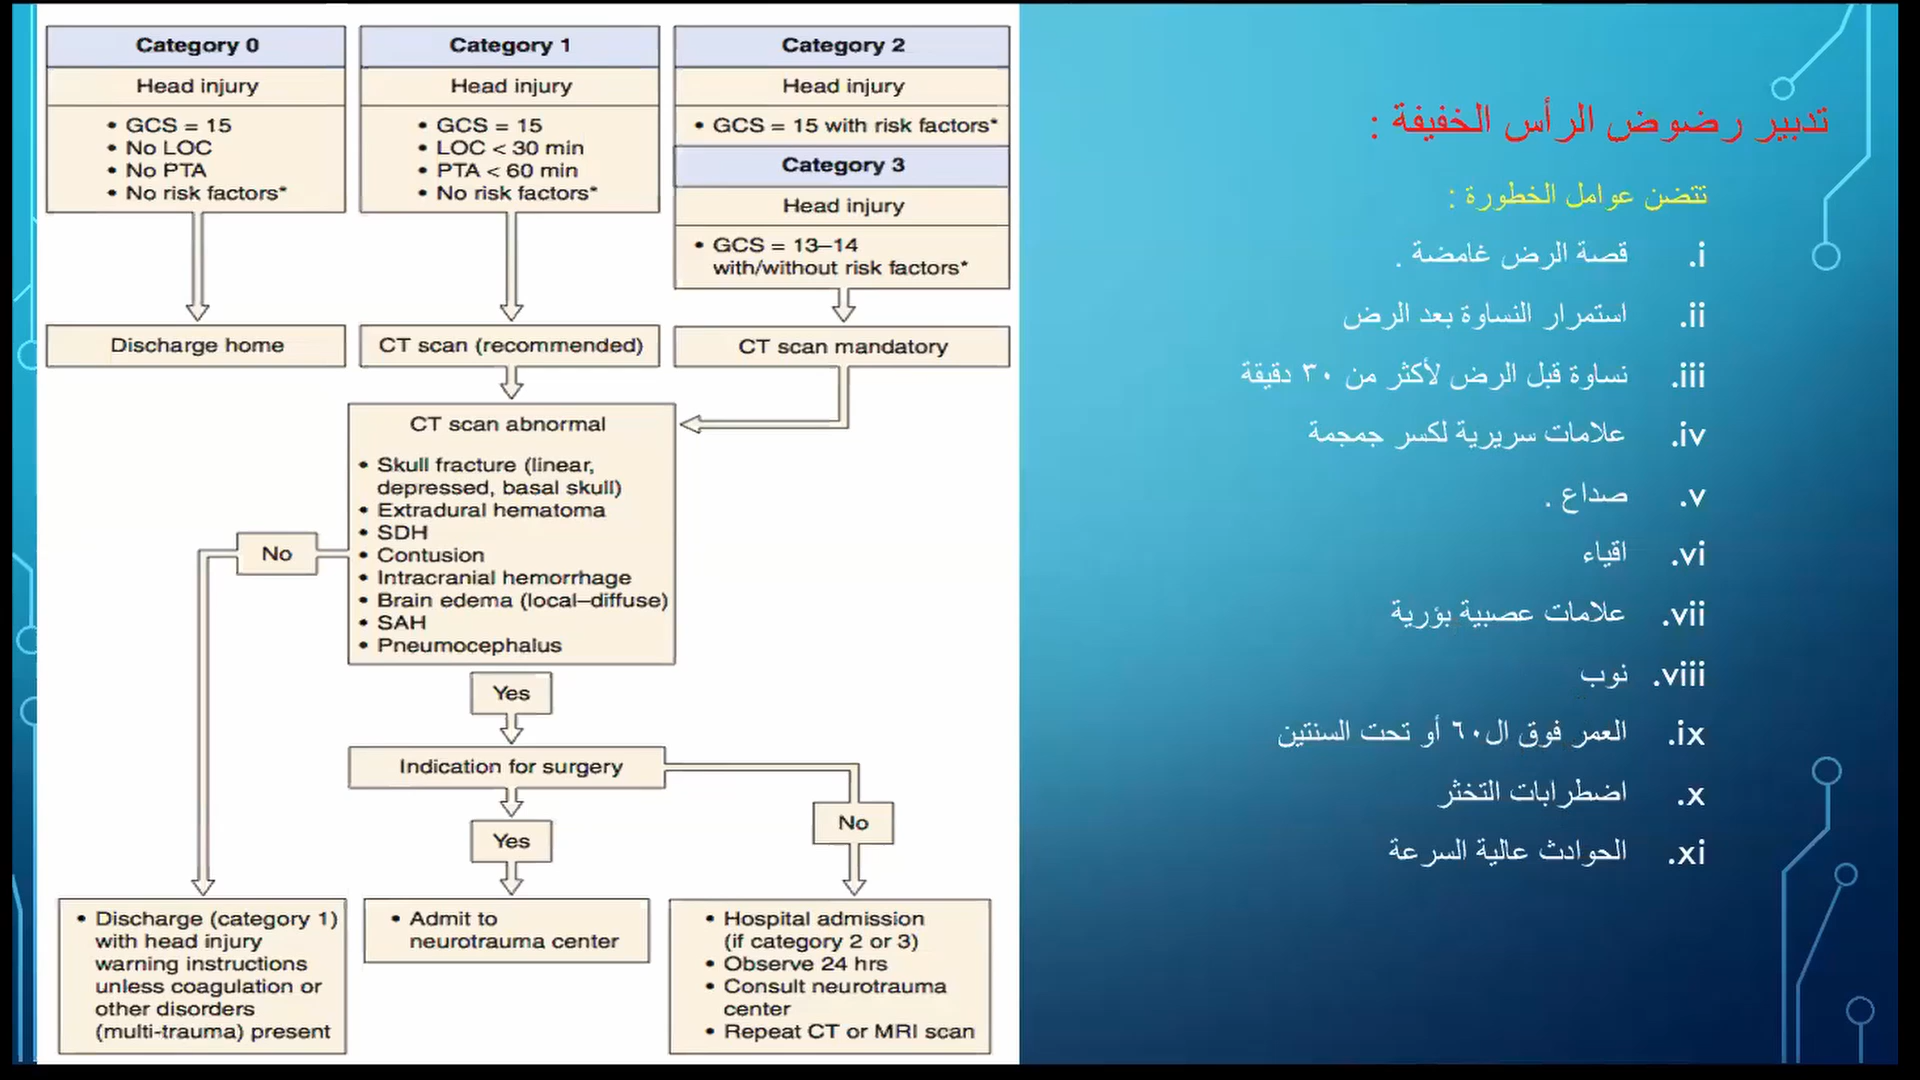 Category 0
Head injury
• GCS = 15
• No LOC
• No PTA
• No risk factors*
Discharge home
Category 1
Head injury
• GCS = 15
• LOC < 30 min
• PTA < 60 min
• No risk factors*
CT scan (recommended)
Category 2
Head injury
• GCS = 15 with risk factors*
Category 3
Head injury
• GCS = 13–14
with/without risk factors*
CT scan mandatory
CT scan abnormal
• Skull fracture (linear,
depressed, basal skull)
• Extradural hematoma
• SDH
• Contusion
• Intracranial hemorrhage
• Brain edema (local–diffuse)
• SAH
• Pneumocephalus
No
Yes
Indication for surgery
Yes
No
• Discharge (category 1)
with head injury
warning instructions
unless coagulation or
other disorders
(multi-trauma) present
• Admit to
neurotrauma center
• Hospital admission
(if category 2 or 3)
• Observe 24 hrs
• Consult neurotrauma
center
• Repeat CT or MRI scan
تدبير رضوض الرأس الخفيفة :
تتضن عوامل الخطورة :
i. قصة الرض غامضة .
ii. استمرار النساوة بعد الرض
iii. نساوة قبل الرض لأكثر من ٣٠ دقيقة
iv. علامات سريرية لكسر جمجمة
v. صداع .
vi. اقياء
vii. علامات عصبية بؤرية
viii. نوب
ix. العمر فوق ال٦٠ أو تحت السنتين
x. اضطرابات التخثر
xi. الحوادث عالية السرعة